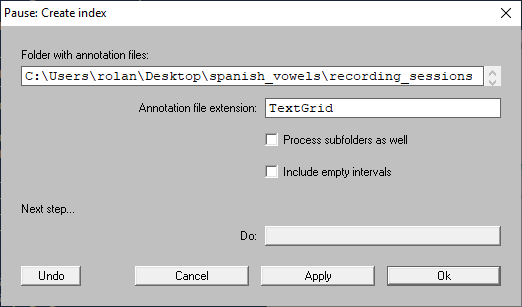 Pause: Create index
Folder with annotation files:
C:\Users\rolan\Desktop\spanish_vowels\recording_sessions
Annotation file extension: TextGrid
Process subfolders as well
Include empty intervals
Next step...
Do:
Undo Cancel Apply Ok